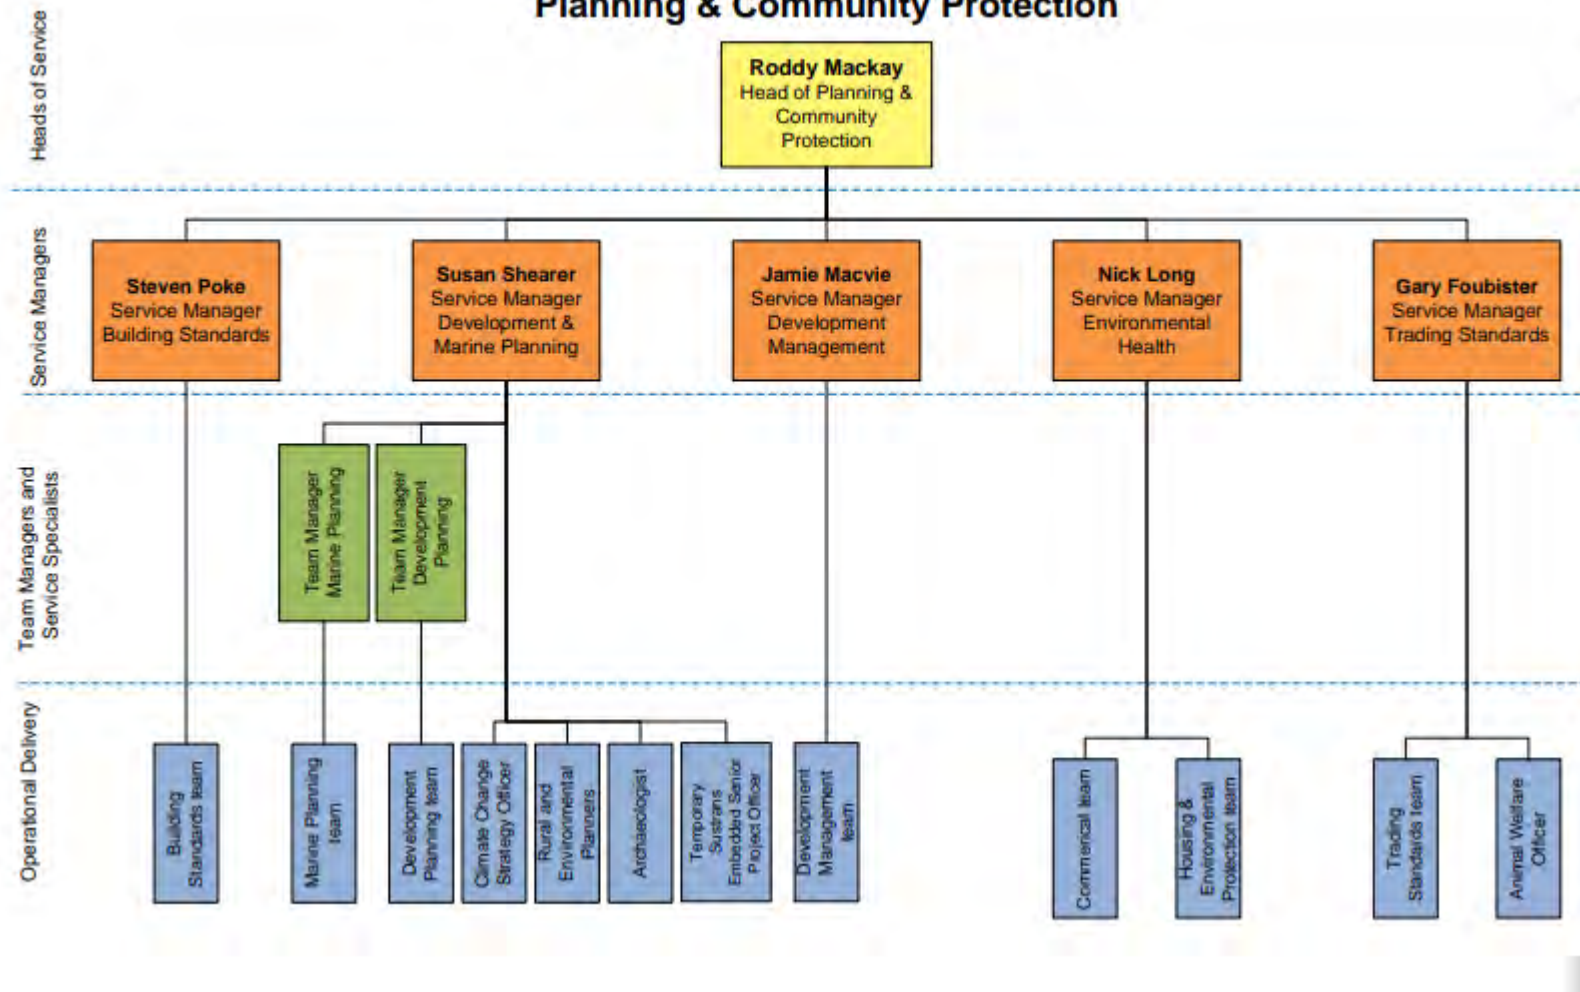 Planning & Community Protection
Heads of Service
Roddy Mackay
Head of Planning &
Community
Protection
Service Managers
Steven Poke
Service Manager
Building Standards
Susan Shearer
Service Manager
Development &
Marine Planning
Jamie Macvie
Service Manager
Development
Management
Nick Long
Service Manager
Environmental
Health
Gary Foubister
Service Manager
Trading Standards
Team Managers and
Service Specialists
Team Manager
Marine Planning
Team Manager
Development
Planning
Operational Delivery
Building
Standards team
Marine Planning
team
Development
Planning team
Climate Change
Strategy Officer
Rural and
Environmental
Planners
Archaeologist
Temporary
Sustrans
Embedded Senior
Project Officer
Development
Management
team
Commerical team
Housing &
Environmental
Protection team
Trading
Standards team
Animal Welfare
Officer